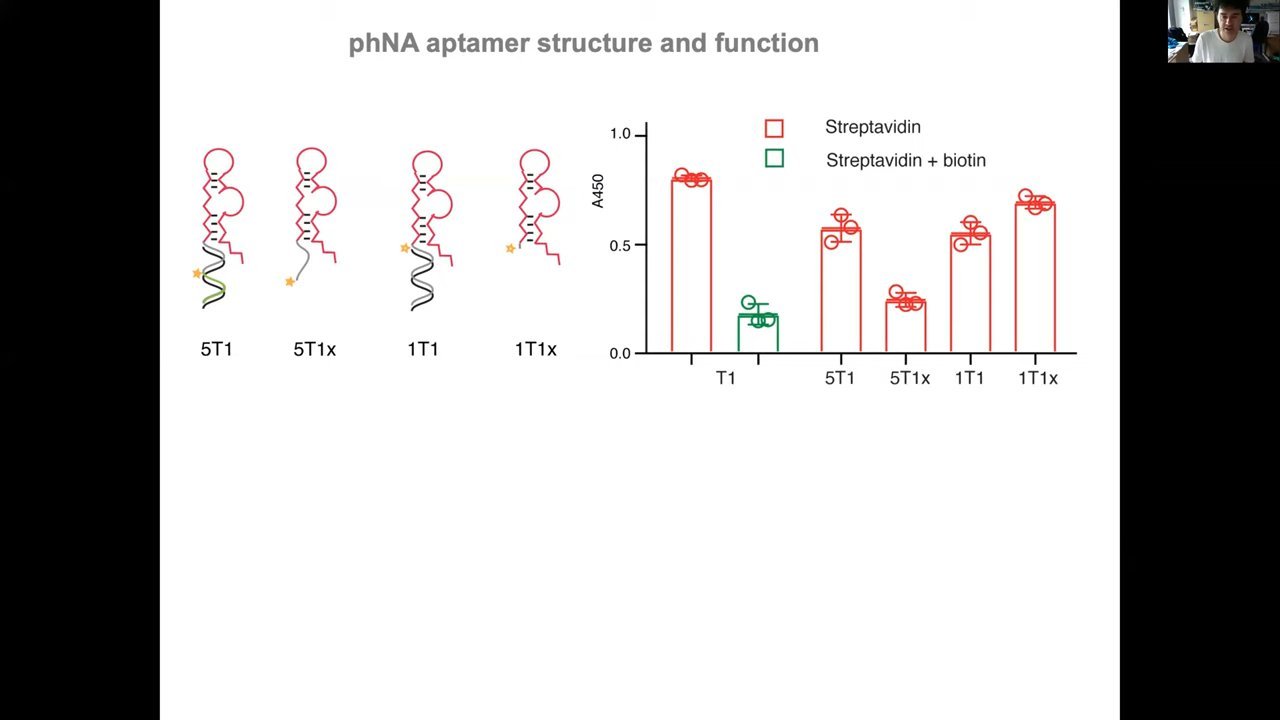 phNA aptamer structure and function
5T1
5T1x
1T1
1T1x
A450
1.0
0.5
0.0
Streptavidin
Streptavidin + biotin
T1
5T1
5T1x
1T1
1T1x